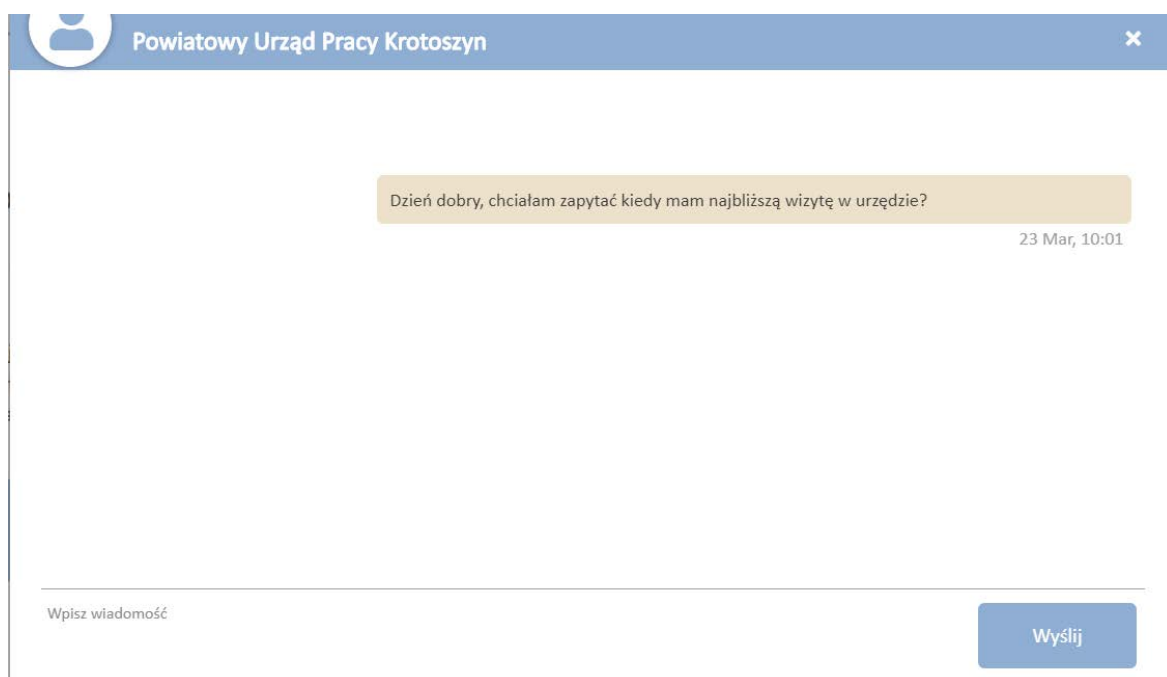 Powiatowy Urząd Pracy Krotoszyn
Dzień dobry, chciałam zapytać kiedy mam najbliższą wizytę w urzędzie?
23 Mar, 10:01
Wpisz wiadomość
Wyślij